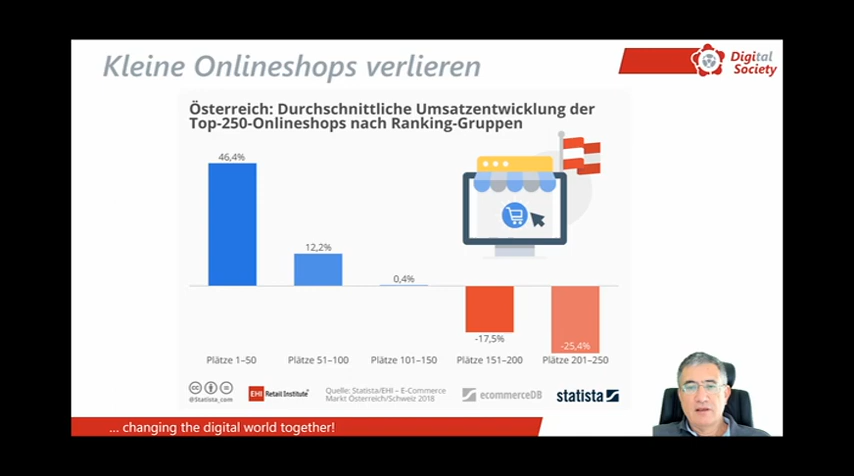 Kleine Onlineshops verlieren
Digital
Society
Österreich: Durchschnittliche Umsatzentwicklung der
Top-250-Onlineshops nach Ranking-Gruppen
46,4%
12,2%
0,4%
-17,5%
-25,4%
Plätze 1–50
Plätze 51–100
Plätze 101–150
Plätze 151–200
Plätze 201–250
@Statista_com
EHI Retail Institute®
Quelle: Statista/EHI – E-Commerce
Markt Österreich/Schweiz 2018
ecommerceDB
statista
... changing the digital world together!